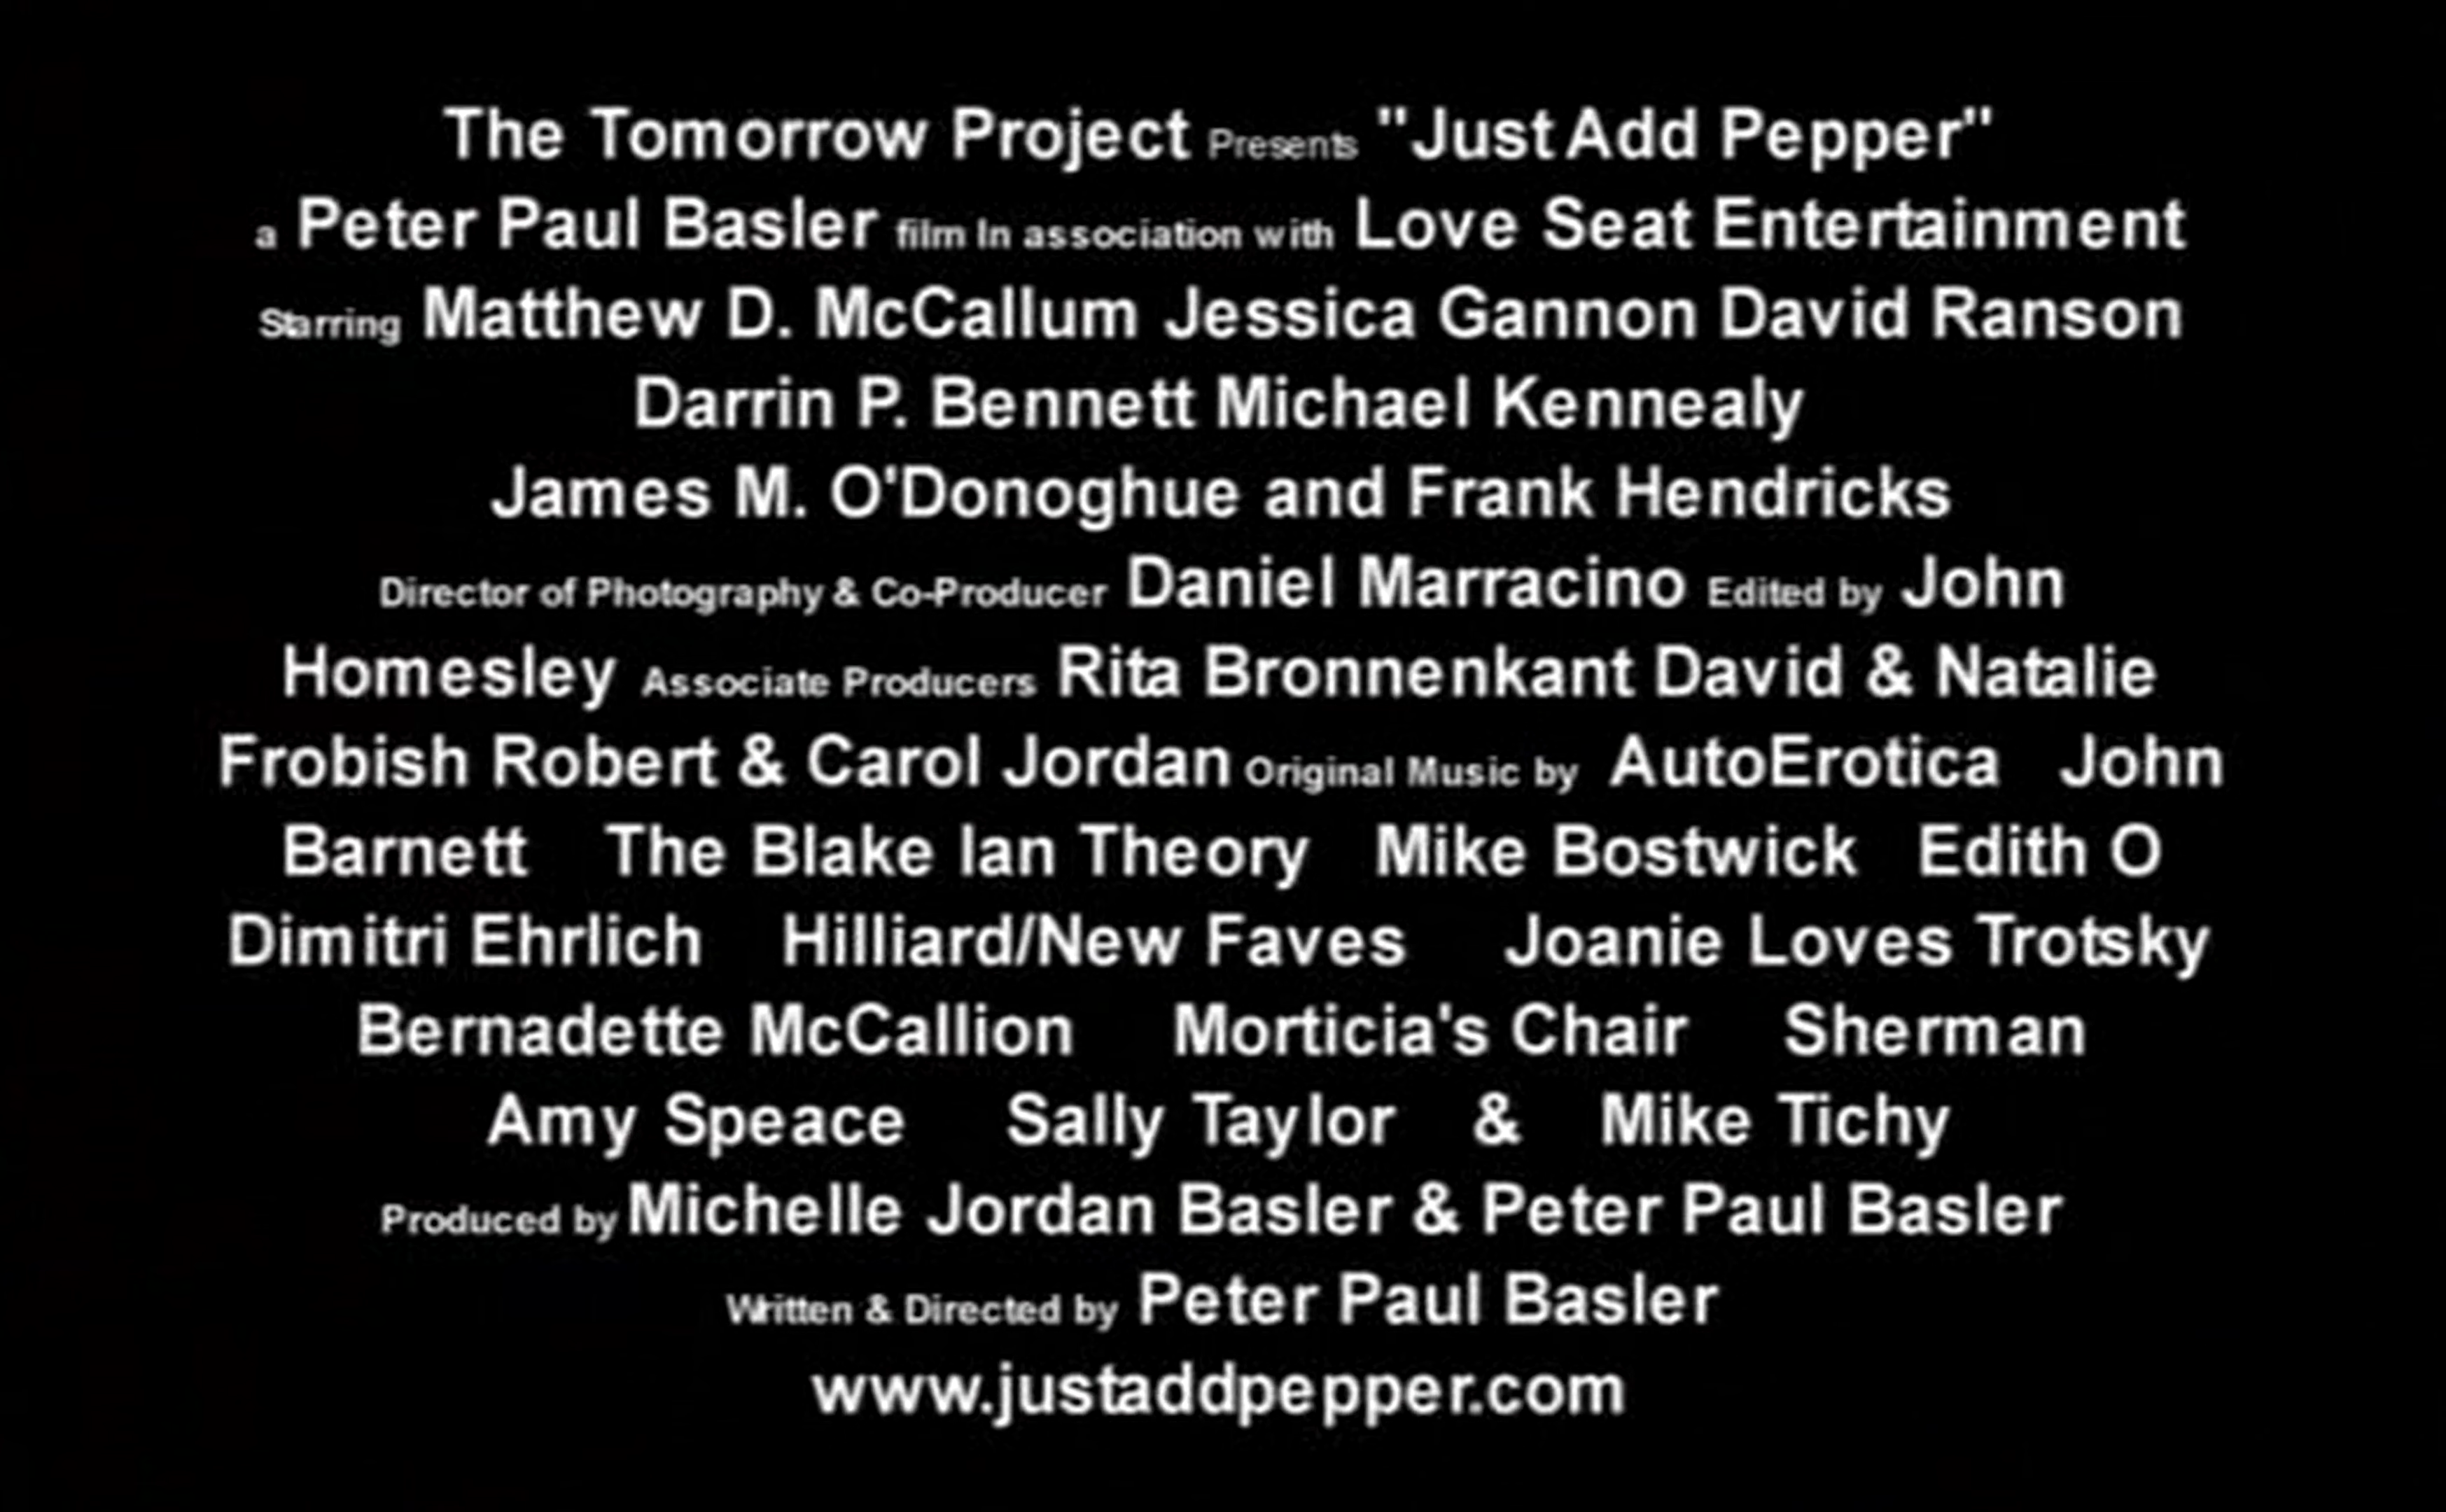 The Tomorrow Project Presents "Just Add Pepper"
a Peter Paul Basler film In association with Love Seat Entertainment
Starring Matthew D. McCallum Jessica Gannon David Ranson
Darrin P. Bennett Michael Kennealy
James M. O'Donoghue and Frank Hendricks
Director of Photography & Co-Producer Daniel Marracino Edited by John
Homesley Associate Producers Rita Bronnenkant David & Natalie
Frobish Robert & Carol Jordan Original Music by AutoErotica John
Barnett The Blake Ian Theory Mike Bostwick Edith O
Dimitri Ehrlich Hilliard/New Faves Joanie Loves Trotsky
Bernadette McCallion Morticia's Chair Sherman
Amy Speace Sally Taylor & Mike Tichy
Produced by Michelle Jordan Basler & Peter Paul Basler
Written & Directed by Peter Paul Basler
www.justaddpepper.com